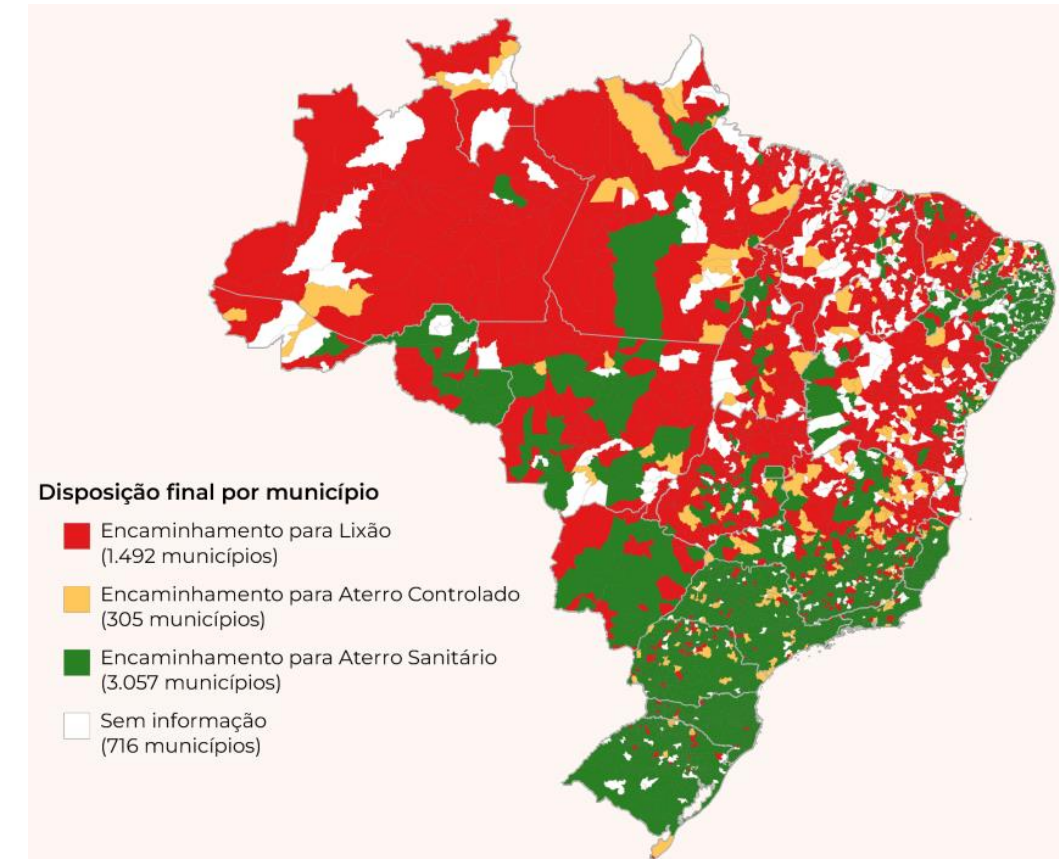 Disposição final por município
Encaminhamento para Lixão
(1.492 municípios)
Encaminhamento para Aterro Controlado
(305 municípios)
Encaminhamento para Aterro Sanitário
(3.057 municípios)
Sem informação
(716 municípios)